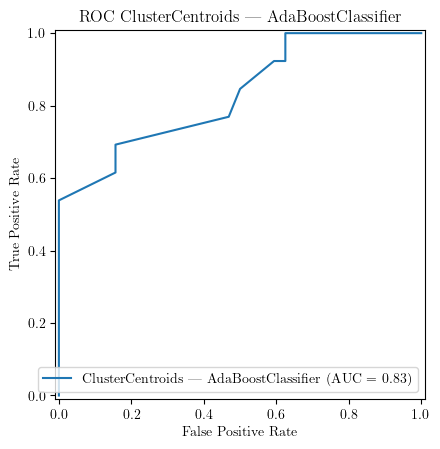 ROC ClusterCentroids — AdaBoostClassifier
1.0
0.8
0.6
0.4
0.2
0.0
True Positive Rate
ClusterCentroids — AdaBoostClassifier (AUC = 0.83)
0.0 0.2 0.4 0.6 0.8 1.0
False Positive Rate